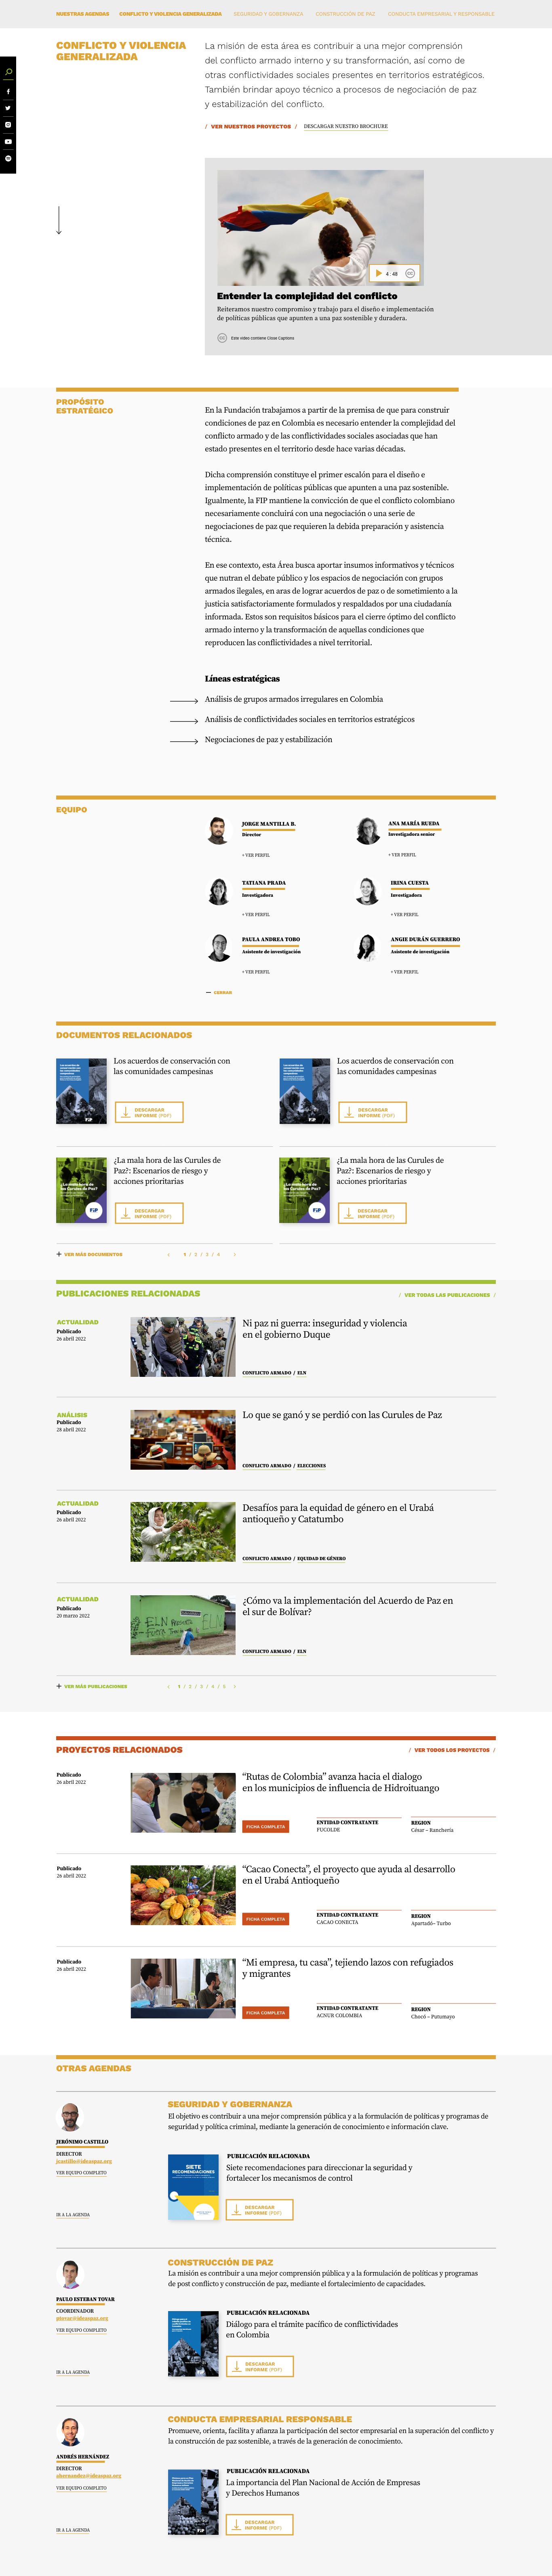 NUESTRAS AGENDAS
CONFLICTO Y VIOLENCIA GENERALIZADA
SEGURIDAD Y GOBERNANZA
CONSTRUCCIÓN DE PAZ
CONDUCTA EMPRESARIAL Y RESPONSABLE
CONFLICTO Y VIOLENCIA
GENERALIZADA
La misión de esta área es contribuir a una mejor comprensión
del conflicto armado interno y su transformación, así como de
otras conflictividades sociales presentes en territorios estratégicos.
También brindar apoyo técnico a procesos de negociación de paz
y estabilización del conflicto.
/ VER NUESTROS PROYECTOS /
DESCARGAR NUESTRO BROCHURE
4 : 48
CC
Entender la complejidad del conflicto
Reiteramos nuestro compromiso y trabajo para el diseño e implementación
de políticas públicas que apunten a una paz sostenible y duradera.
CC Este video contiene Close Captions
PROPÓSITO
ESTRATÉGICO
En la Fundación trabajamos a partir de la premisa de que para construir
condiciones de paz en Colombia es necesario entender la complejidad del
conflicto armado y de las conflictividades sociales asociadas que han
estado presentes en el territorio desde hace varias décadas.
Dicha comprensión constituye el primer escalón para el diseño e
implementación de políticas públicas que apunten a una paz sostenible.
Igualmente, la FIP mantiene la convicción de que el conflicto colombiano
necesariamente concluirá con una negociación o una serie de
negociaciones de paz que requieren la debida preparación y asistencia
técnica.
En ese contexto, esta Área busca aportar insumos informativos y técnicos
que nutran el debate público y los espacios de negociación con grupos
armados ilegales, en aras de lograr acuerdos de paz o de sometimiento a la
justicia satisfactoriamente formulados y respaldados por una ciudadanía
informada. Estos son requisitos básicos para el cierre óptimo del conflicto
armado interno y la transformación de aquellas condiciones que
reproducen las conflictividades a nivel territorial.
Líneas estratégicas
Análisis de grupos armados irregulares en Colombia
Análisis de conflictividades sociales en territorios estratégicos
Negociaciones de paz y estabilización
EQUIPO
JORGE MANTILLA B.
Director
+ VER PERFIL
ANA MARÍA RUEDA
Investigadora senior
+ VER PERFIL
TATIANA PRADA
Investigadora
+ VER PERFIL
IRINA CUESTA
Investigadora
+ VER PERFIL
PAULA ANDREA TOBO
Asistente de investigación
+ VER PERFIL
ANGIE DURÁN GUERRERO
Asistente de investigación
+ VER PERFIL
CERRAR
DOCUMENTOS RELACIONADOS
Los acuerdos de conservación con
las comunidades campesinas
DESCARGAR
INFORME (PDF)
Los acuerdos de conservación con
las comunidades campesinas
DESCARGAR
INFORME (PDF)
¿La mala hora de las Curules de
Paz?: Escenarios de riesgo y
acciones prioritarias
DESCARGAR
INFORME (PDF)
¿La mala hora de las Curules de
Paz?: Escenarios de riesgo y
acciones prioritarias
DESCARGAR
INFORME (PDF)
+ VER MÁS DOCUMENTOS
1 / 2 / 3 / 4
PUBLICACIONES RELACIONADAS
/ VER TODAS LAS PUBLICACIONES /
ACTUALIDAD
Publicado
26 abril 2022
Ni paz ni guerra: inseguridad y violencia
en el gobierno Duque
CONFLICTO ARMADO / ELN
ANÁLISIS
Publicado
28 abril 2022
Lo que se ganó y se perdió con las Curules de Paz
CONFLICTO ARMADO / ELECCIONES
ACTUALIDAD
Publicado
26 abril 2022
Desafíos para la equidad de género en el Urabá
antioqueño y Catatumbo
CONFLICTO ARMADO / EQUIDAD DE GÉNERO
ACTUALIDAD
Publicado
20 marzo 2022
¿Cómo va la implementación del Acuerdo de Paz en
el sur de Bolívar?
CONFLICTO ARMADO / ELN
+ VER MÁS PUBLICACIONES
1 / 2 / 3 / 4 / 5
PROYECTOS RELACIONADOS
/ VER TODOS LOS PROYECTOS /
Publicado
26 abril 2022
“Rutas de Colombia” avanza hacia el dialogo
en los municipios de influencia de Hidroituango
FICHA COMPLETA
ENTIDAD CONTRATANTE
FUCOLDE
REGION
César – Ranchería
Publicado
26 abril 2022
“Cacao Conecta”, el proyecto que ayuda al desarrollo
en el Urabá Antioqueño
FICHA COMPLETA
ENTIDAD CONTRATANTE
CACAO CONECTA
REGION
Apartadó– Turbo
Publicado
26 abril 2022
“Mi empresa, tu casa”, tejiendo lazos con refugiados
y migrantes
FICHA COMPLETA
ENTIDAD CONTRATANTE
ACNUR COLOMBIA
REGION
Chocó – Putumayo
OTRAS AGENDAS
JERÓNIMO CASTILLO
DIRECTOR
jcastillo@ideaspaz.org
VER EQUIPO COMPLETO
IR A LA AGENDA
SEGURIDAD Y GOBERNANZA
El objetivo es contribuir a una mejor comprensión pública y a la formulación de políticas y programas de
seguridad y política criminal, mediante la generación de conocimiento e información clave.
SIETE
RECOMENDACIONES
PUBLICACIÓN RELACIONADA
Siete recomendaciones para direccionar la seguridad y
fortalecer los mecanismos de control
DESCARGAR
INFORME (PDF)
PAULO ESTEBAN TOVAR
COORDINADOR
ptovar@ideaspaz.org
VER EQUIPO COMPLETO
IR A LA AGENDA
CONSTRUCCIÓN DE PAZ
La misión es contribuir a una mejor comprensión pública y a la formulación de políticas y programas
de post conflicto y construcción de paz, mediante el fortalecimiento de capacidades.
PUBLICACIÓN RELACIONADA
Diálogo para el trámite pacífico de conflictividades
en Colombia
DESCARGAR
INFORME (PDF)
ANDRÉS HERNÁNDEZ
DIRECTOR
ahernandez@ideaspaz.org
VER EQUIPO COMPLETO
IR A LA AGENDA
CONDUCTA EMPRESARIAL RESPONSABLE
Promueve, orienta, facilita y afianza la participación del sector empresarial en la superación del conflicto y
la construcción de paz sostenible, a través de la generación de conocimiento.
PUBLICACIÓN RELACIONADA
La importancia del Plan Nacional de Acción de Empresas
y Derechos Humanos
DESCARGAR
INFORME (PDF)